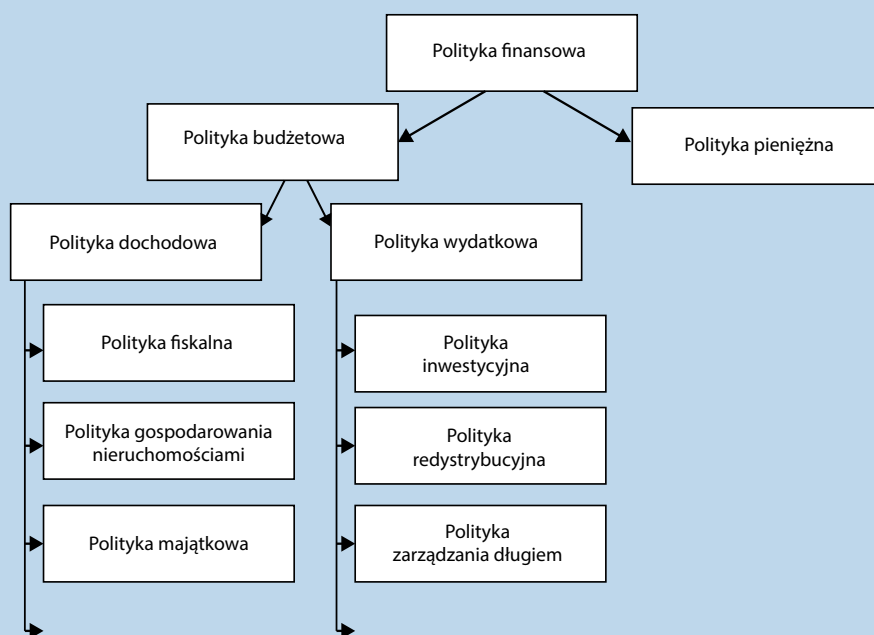 Polityka finansowa
Polityka budżetowa
Polityka pieniężna
Polityka dochodowa
Polityka wydatkowa
Polityka fiskalna
Polityka gospodarowania
nieruchomościami
Polityka majątkowa
Polityka
inwestycyjna
Polityka
redystrybucyjna
Polityka
zarządzania długiem